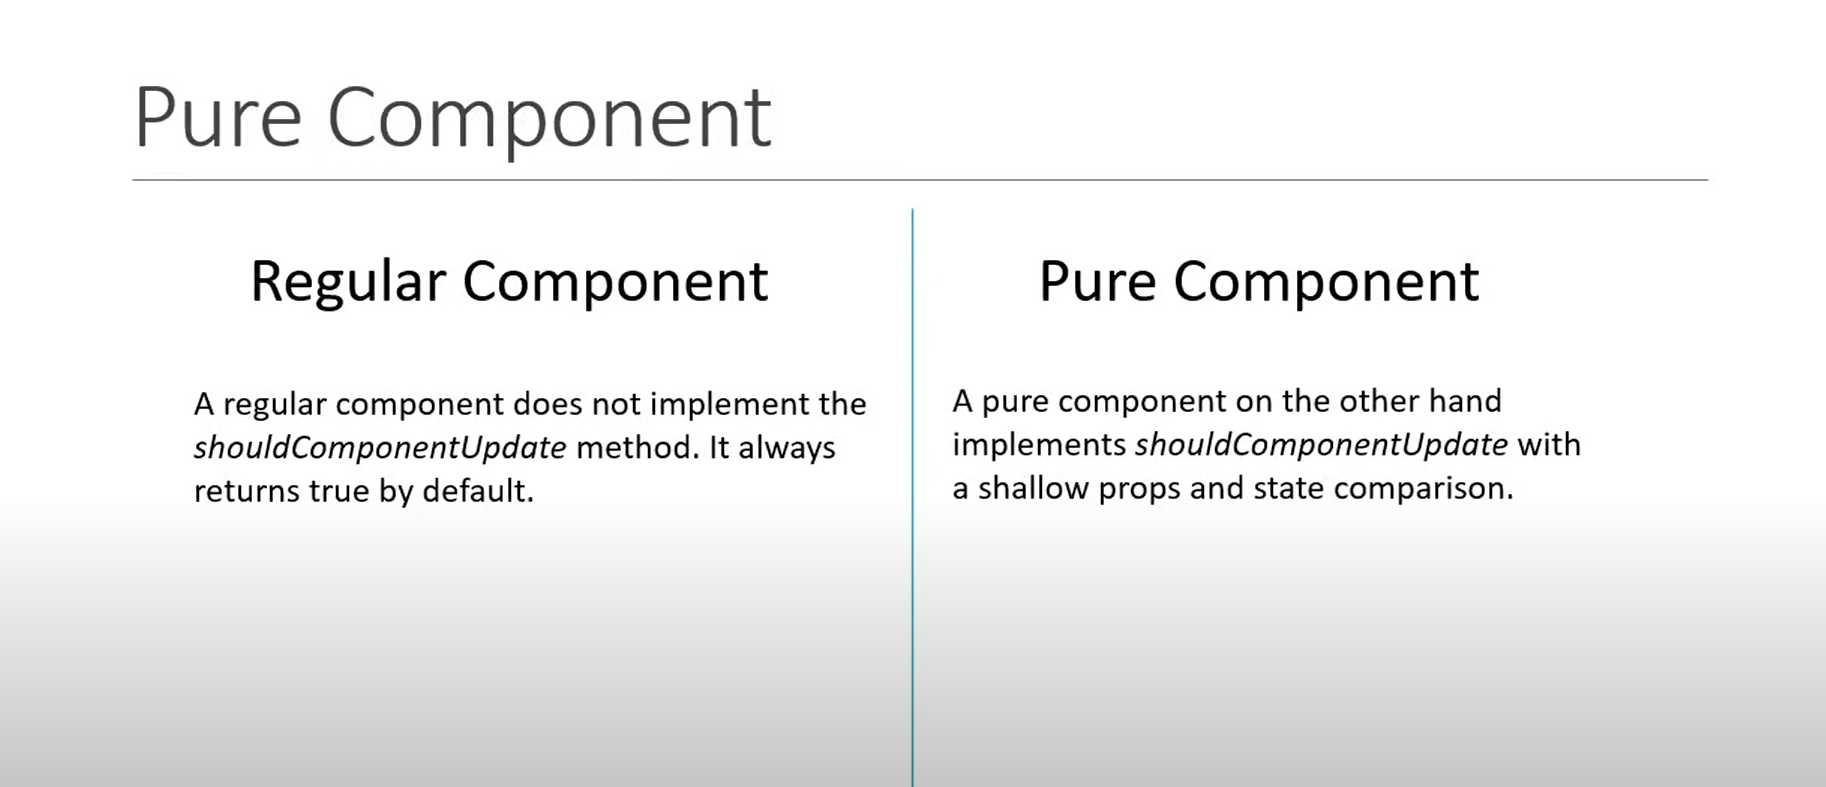 Pure Component
Regular Component
A regular component does not implement the
shouldComponentUpdate method. It always
returns true by default.
Pure Component
A pure component on the other hand
implements shouldComponentUpdate with
a shallow props and state comparison.